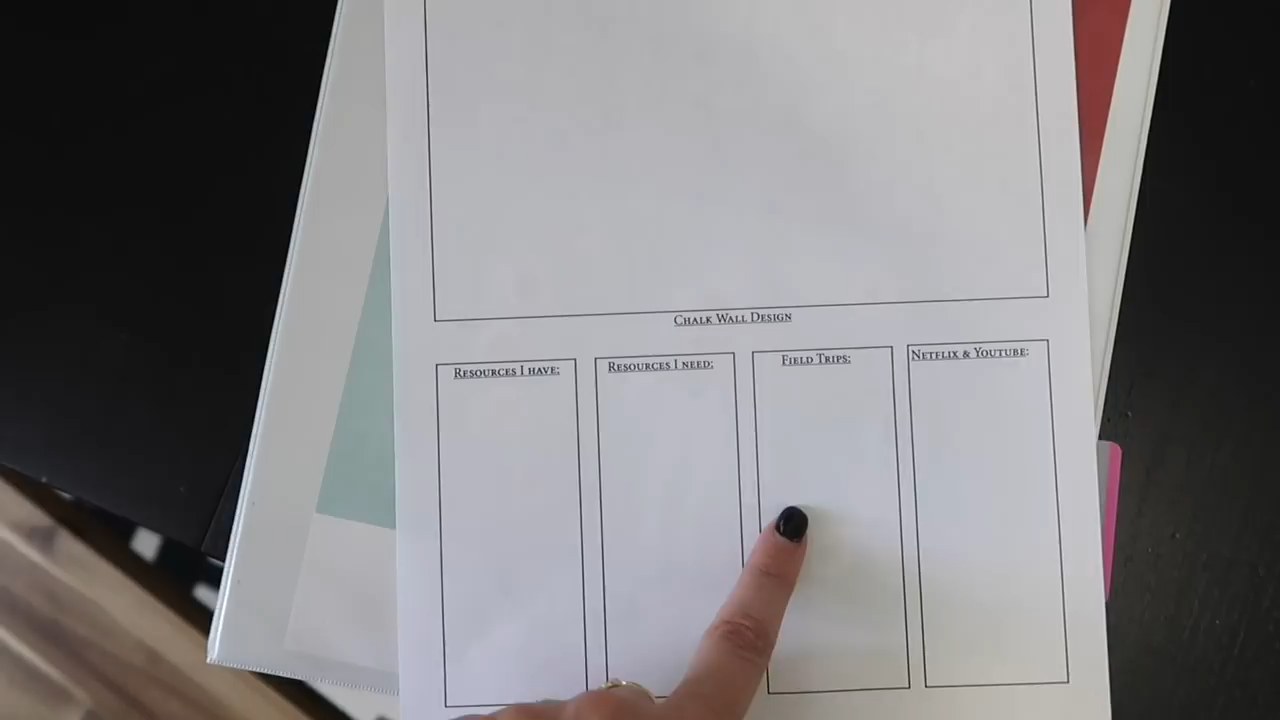 Chalk Wall Design
Resources I have:
Resources I need:
Field Trips:
Netflix & Youtube: